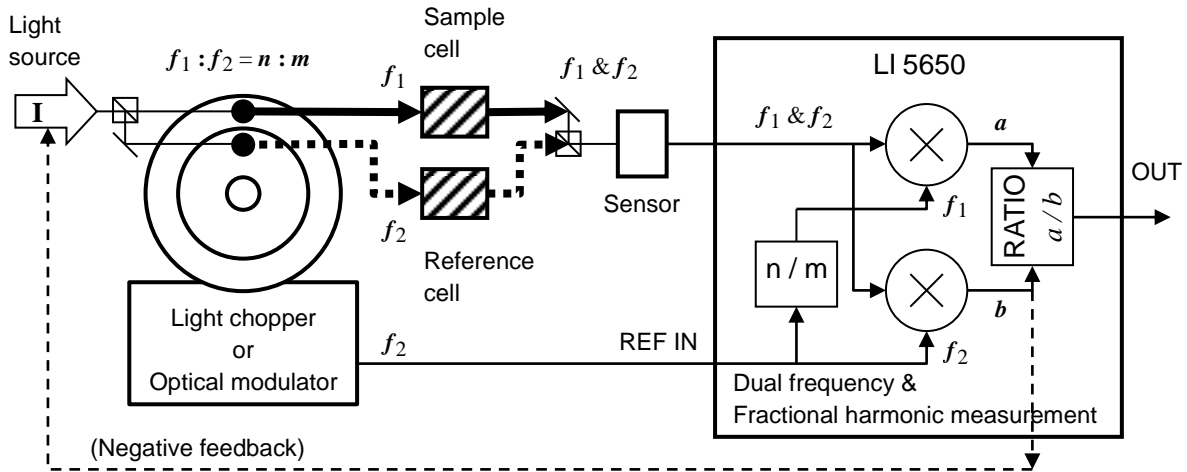 Light
source
I
f1 : f2 = n : m
f1
Sample
cell
f1 & f2
f2
Reference
cell
Sensor
Light chopper
or
Optical modulator
f2
REF IN
(Negative feedback)
LI 5650
f1 & f2
a
f1
n / m
RATIO
a / b
OUT
b
f2
Dual frequency &
Fractional harmonic measurement